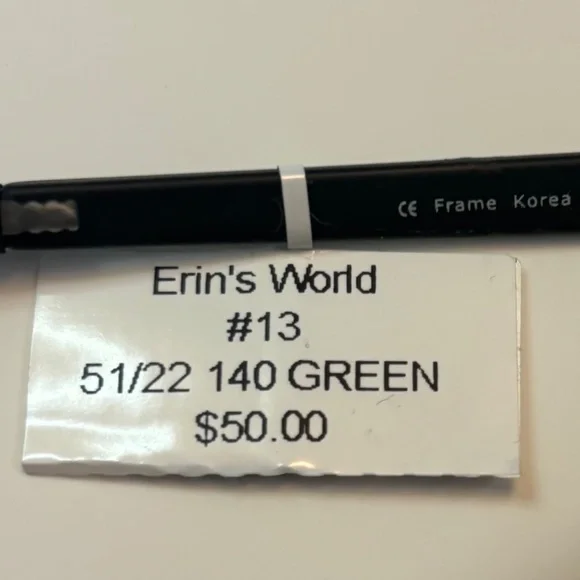 CE Frame Korea
Erin's World
#13
51/22 140 GREEN
$50.00